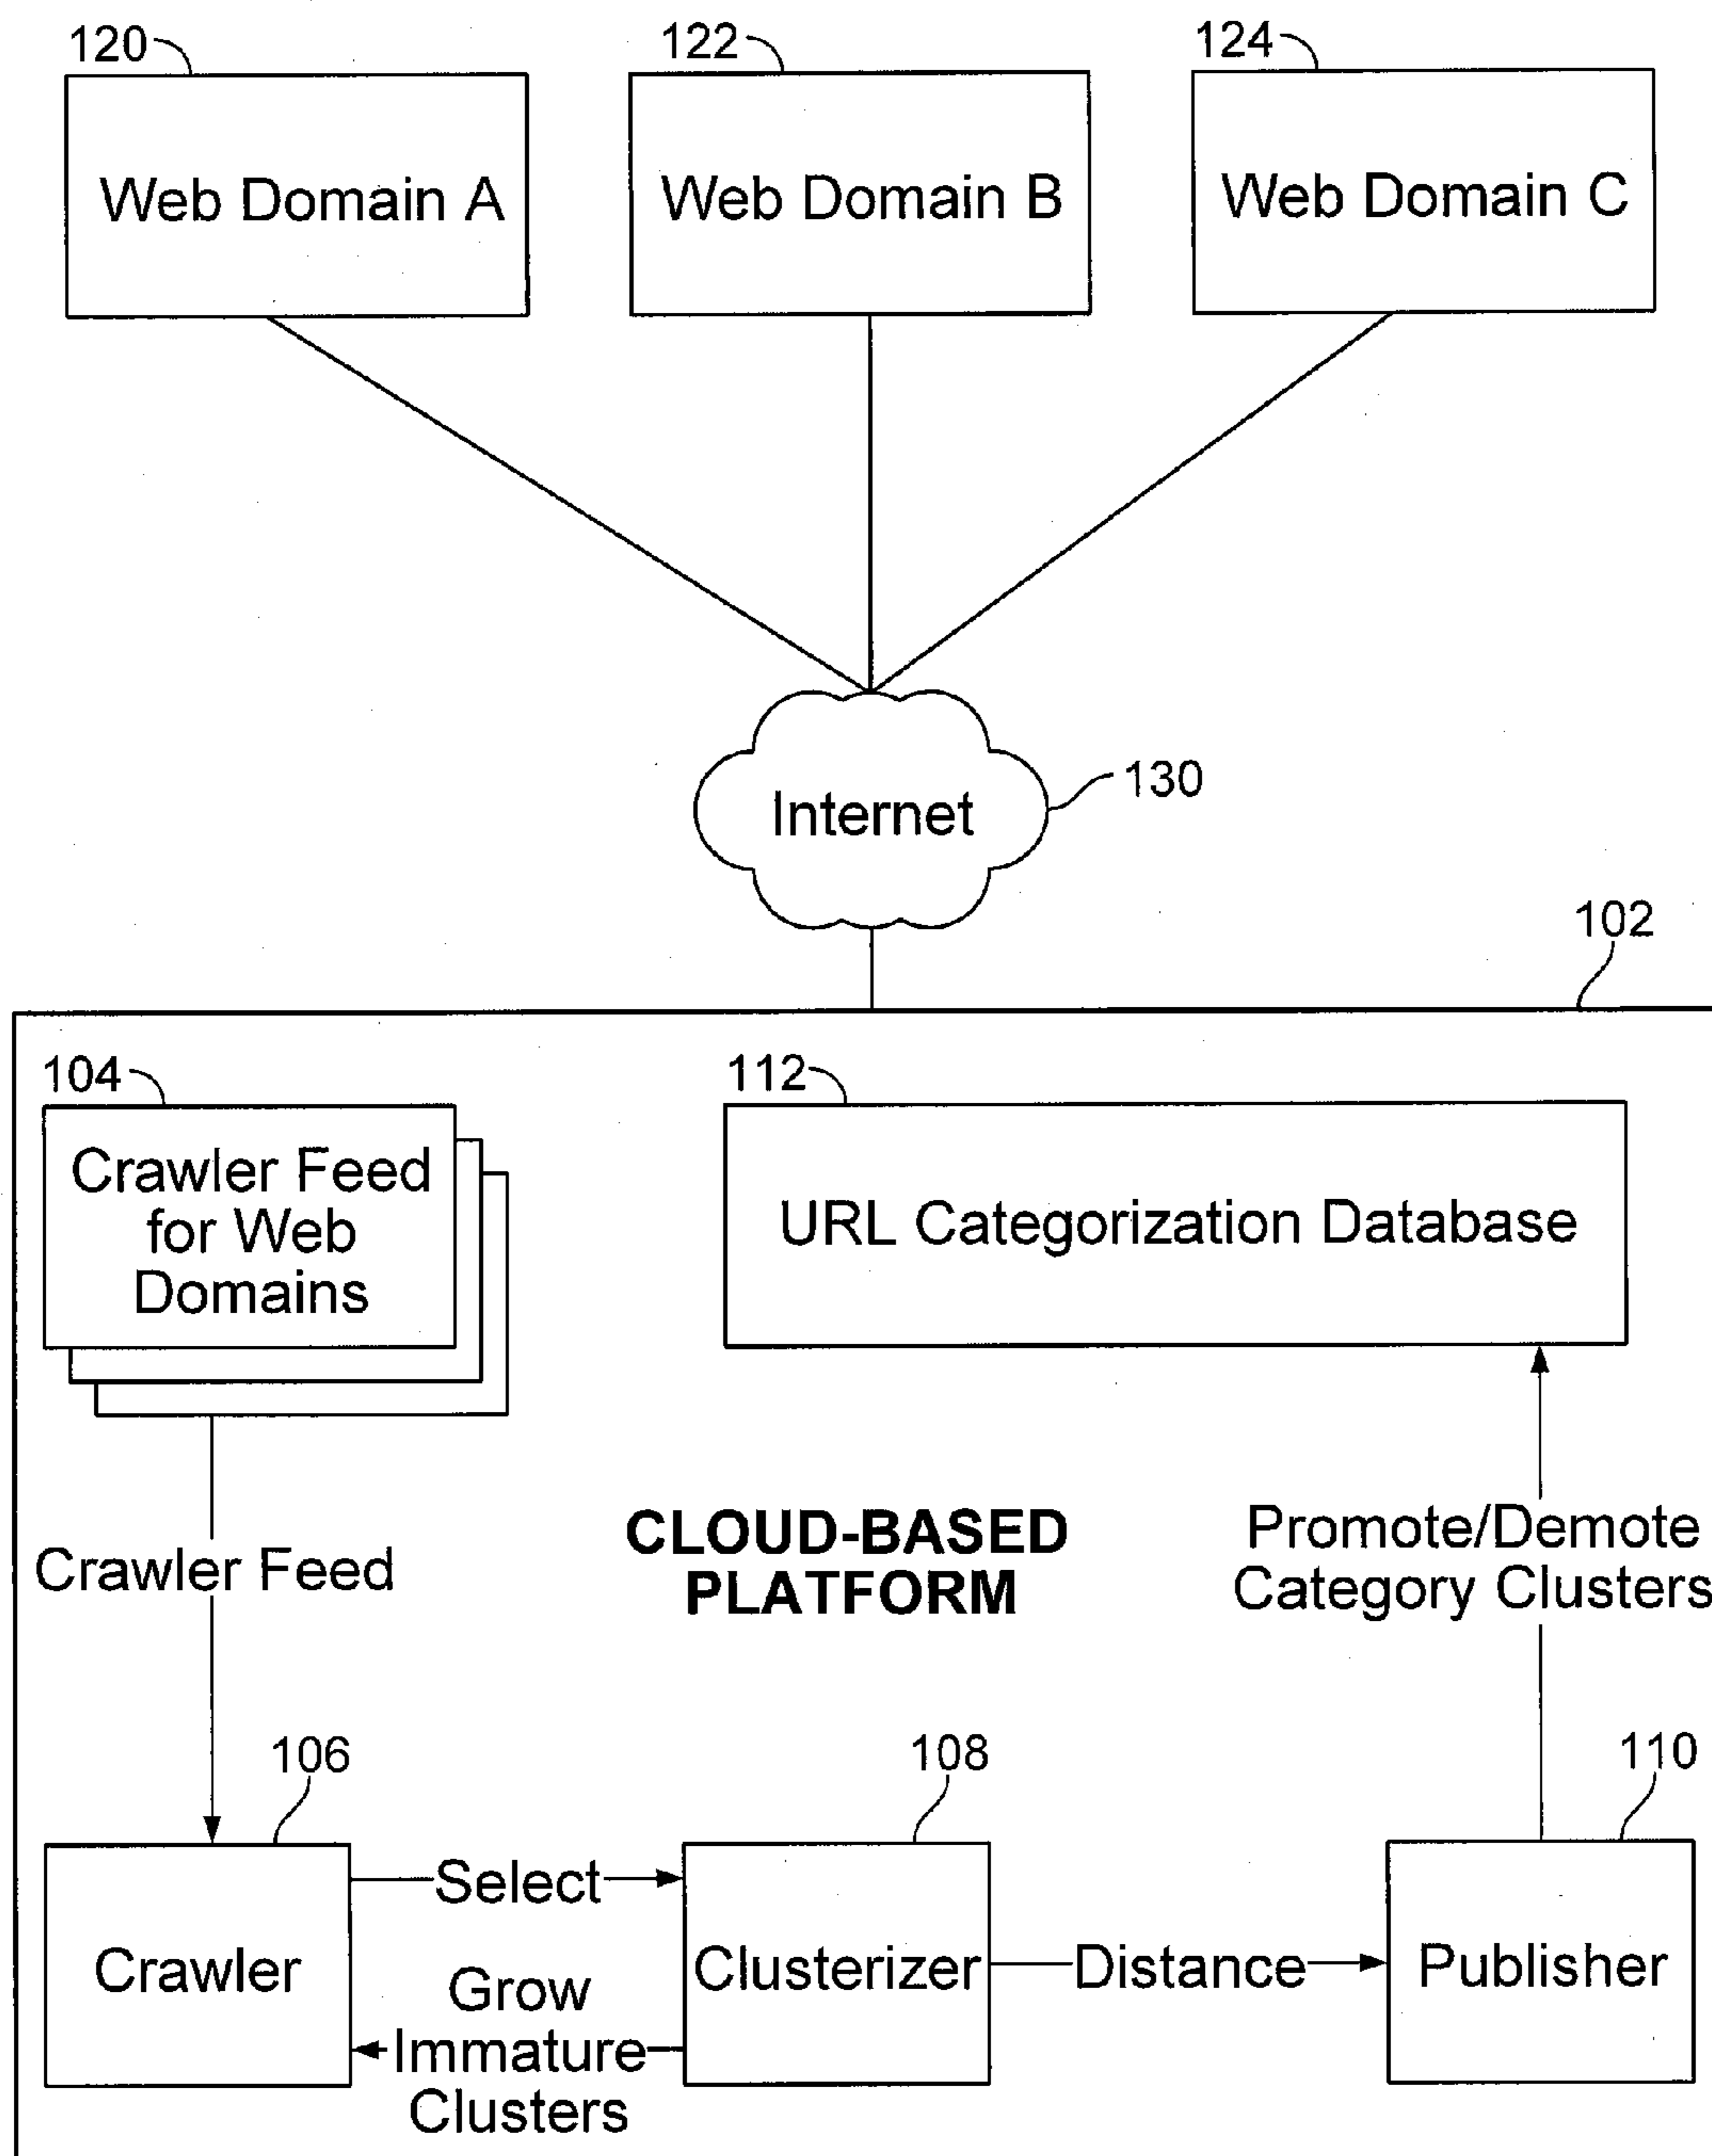 120
122
124
Web Domain A
Web Domain B
Web Domain C
Internet
130
102
104
112
Crawler Feed
for Web
Domains
URL Categorization Database
Crawler Feed
CLOUD-BASED
PLATFORM
Promote/Demote
Category Clusters
106
108
110
Crawler
Select
Grow
Immature
Clusters
Clusterizer
Distance
Publisher